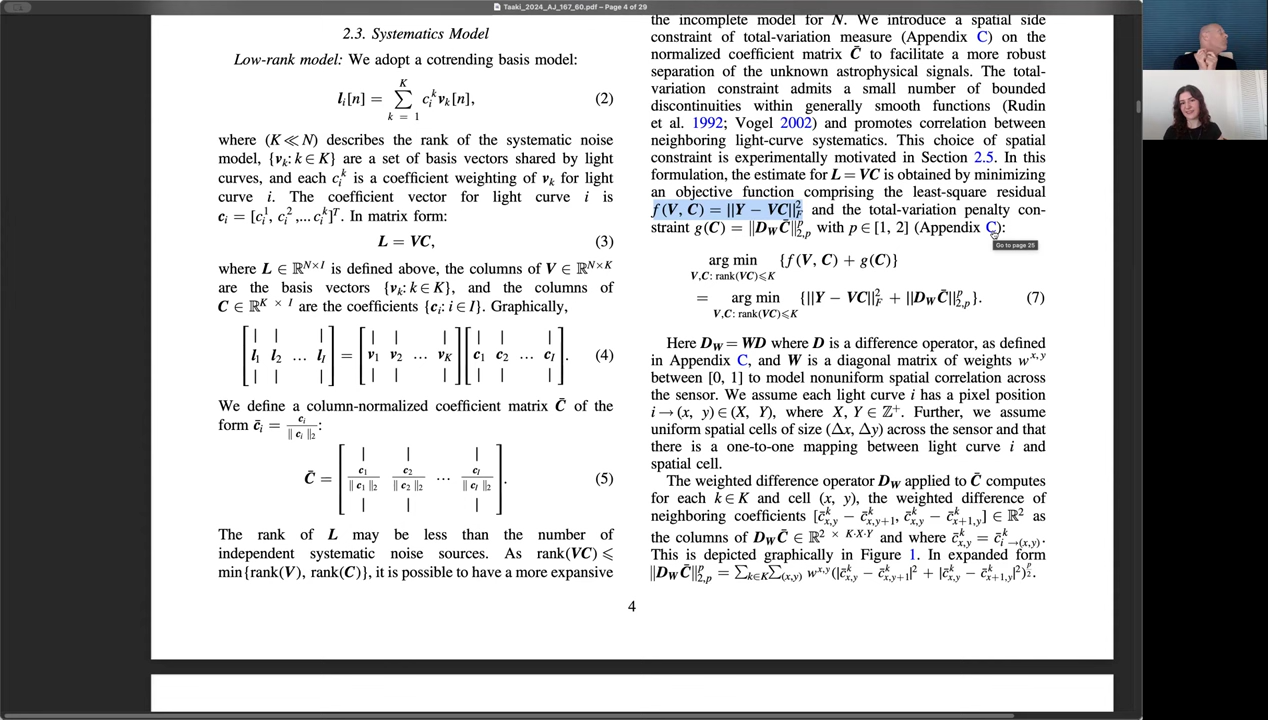 Taaki_2024_AJ_167_60.pdf – Page 4 of 29
2.3. Systematics Model
Low-rank model: We adopt a cotrending basis model:
l_i[n] = ∑_{k = 1}^{K} c_i^k v_k[n], (2)
where (K ≪ N) describes the rank of the systematic noise
model, {v_k: k ∈ K} are a set of basis vectors shared by light
curves, and each c_i^k is a coefficient weighting of v_k for light
curve i. The coefficient vector for light curve i is
c_i = [c_i^1, c_i^2,... c_i^k]^T. In matrix form:
L = VC, (3)
where L ∈ ℝ^{N×I} is defined above, the columns of V ∈ ℝ^{N×K}
are the basis vectors {v_k: k ∈ K}, and the columns of
C ∈ ℝ^{K × I} are the coefficients {c_i: i ∈ I}. Graphically,
[l_1 l_2 ... l_I] = [v_1 v_2 ... v_K][c_1 c_2 ... c_I]. (4)
We define a column-normalized coefficient matrix C̄ of the
form c̄_i = c_i / ‖c_i‖_2:
C̄ = [c_1/‖c_1‖_2 c_2/‖c_2‖_2 ⋯ c_I/‖c_I‖_2]. (5)
The rank of L may be less than the number of
independent systematic noise sources. As rank(VC) ⩽
min{rank(V), rank(C)}, it is possible to have a more expansive
the incomplete model for N. We introduce a spatial side
constraint of total-variation measure (Appendix C) on the
normalized coefficient matrix C̄ to facilitate a more robust
separation of the unknown astrophysical signals. The total-
variation constraint admits a small number of bounded
discontinuities within generally smooth functions (Rudin
et al. 1992; Vogel 2002) and promotes correlation between
neighboring light-curve systematics. This choice of spatial
constraint is experimentally motivated in Section 2.5. In this
formulation, the estimate for L = VC is obtained by minimizing
an objective function comprising the least-square residual
f(V, C) = ||Y − VC||_F^2 and the total-variation penalty con-
straint g(C) = ‖D_W C̄‖_{2,p}^p with p ∈ [1, 2] (Appendix C):
Go to page 25
arg min_{V,C: rank(VC)⩽K} {f(V, C) + g(C)}
= arg min_{V,C: rank(VC)⩽K} {||Y − VC||_F^2 + ||D_W C̄||_{2,p}^p}. (7)
Here D_W = WD where D is a difference operator, as defined
in Appendix C, and W is a diagonal matrix of weights w^{x,y}
between [0, 1] to model nonuniform spatial correlation across
the sensor. We assume each light curve i has a pixel position
i → (x, y) ∈ (X, Y), where X, Y ∈ ℤ^+. Further, we assume
uniform spatial cells of size (Δx, Δy) across the sensor and that
there is a one-to-one mapping between light curve i and
spatial cell.
The weighted difference operator D_W applied to C̄ computes
for each k ∈ K and cell (x, y), the weighted difference of
neighboring coefficients [c̄_{x,y}^k − c̄_{x,y+1}^k, c̄_{x,y}^k − c̄_{x+1,y}^k] ∈ ℝ^2 as
the columns of D_W C̄ ∈ ℝ^{2 × K·X·Y} and where c̄_{x,y}^k = c̄_{i→(x,y)}^k.
This is depicted graphically in Figure 1. In expanded form
‖D_W C̄‖_{2,p}^p = ∑_{k∈K}∑_{(x,y)} w^{x,y}(|c̄_{x,y}^k − c̄_{x,y+1}^k|^2 + |c̄_{x,y}^k − c̄_{x+1,y}^k|^2)^{p/2}.
4